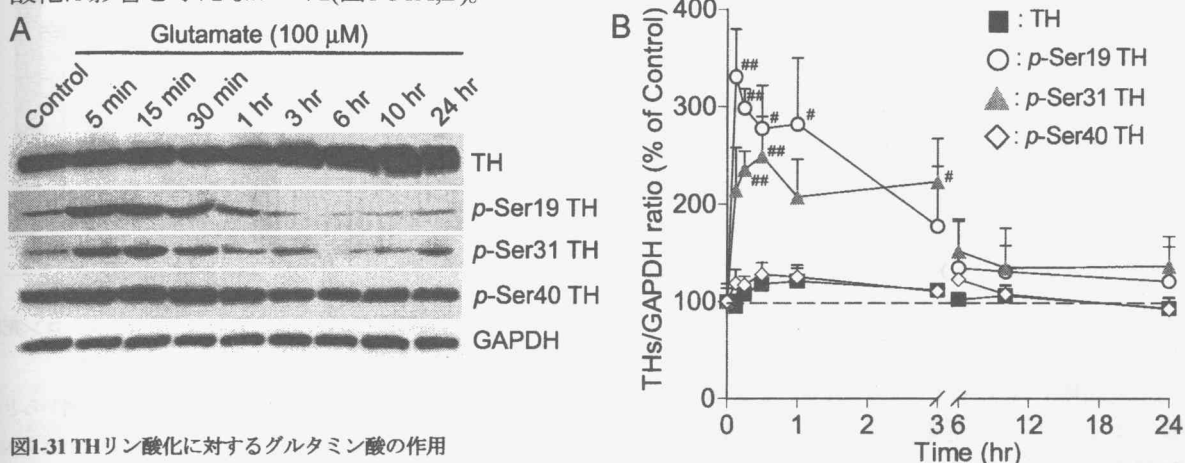 A
Glutamate (100 μM)
Control
5 min
15 min
30 min
1 hr
3 hr
6 hr
10 hr
24 hr
TH
p-Ser19 TH
p-Ser31 TH
p-Ser40 TH
GAPDH
図1-31 THリン酸化に対するグルタミン酸の作用
B
THs/GAPDH ratio (% of Control)
400
300
200
100
0
##
##
#
#
##
##
#
: TH
: p-Ser19 TH
: p-Ser31 TH
: p-Ser40 TH
0 1 2 3 6 12 18 24
Time (hr)